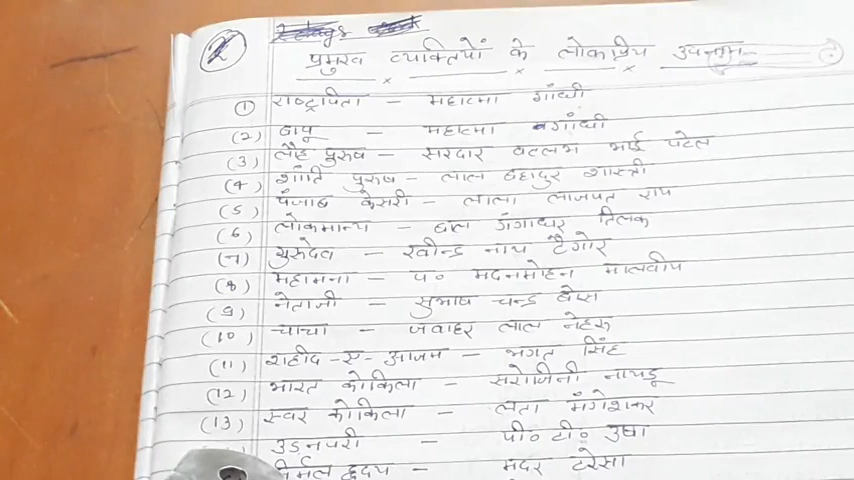 2
प्रमुख व्यक्तियों के लोकप्रिय उपनाम
(1) राष्ट्रपिता - महात्मा गांधी
(2) बापू - महात्मा गांधी
(3) लौह पुरुष - सरदार वल्लभ भाई पटेल
(4) शांति पुरुष - लाल बहादुर शास्त्री
(5) पंजाब केसरी - लाला लाजपत राय
(6) लोकमान्य - बाल गंगाधर तिलक
(7) गुरुदेव - रवीन्द्र नाथ टैगोर
(8) महामना - पं० मदनमोहन मालवीय
(9) नेताजी - सुभाष चन्द्र बोस
(10) चाचा - जवाहर लाल नेहरू
(11) शहीद-ए-आजम - भगत सिंह
(12) भारत कोकिला - सरोजिनी नायडू
(13) स्वर कोकिला - लता मंगेशकर
उडनपरी - पी० टी० उषा
निर्मल हृदय - मदर टेरेसा